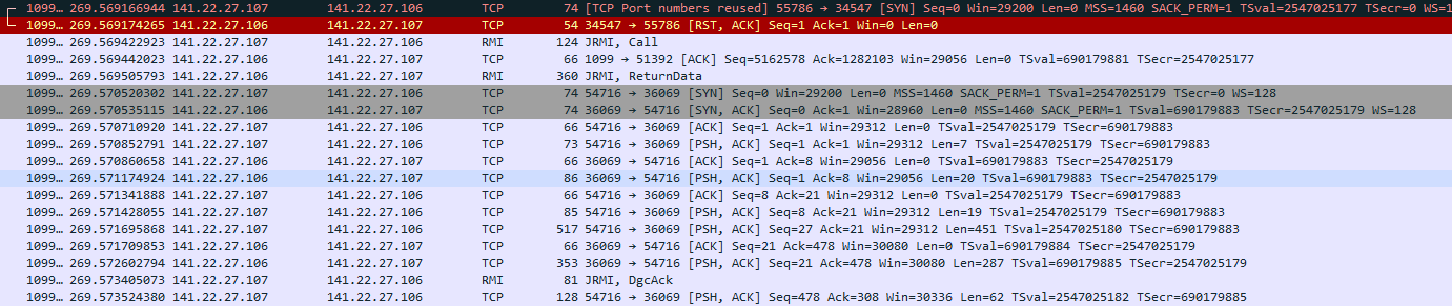 1099… 269.569166944 141.22.27.107 141.22.27.106 TCP 74 [TCP Port numbers reused] 55786 → 34547 [SYN] Seq=0 Win=29200 Len=0 MSS=1460 SACK_PERM=1 TSval=2547025177 TSecr=0 WS=1
1099… 269.569174265 141.22.27.106 141.22.27.107 TCP 54 34547 → 55786 [RST, ACK] Seq=1 Ack=1 Win=0 Len=0
1099… 269.569422923 141.22.27.107 141.22.27.106 RMI 124 JRMI, Call
1099… 269.569442023 141.22.27.106 141.22.27.107 TCP 66 1099 → 51392 [ACK] Seq=5162578 Ack=1282103 Win=29056 Len=0 TSval=690179881 TSecr=2547025177
1099… 269.569505793 141.22.27.106 141.22.27.107 RMI 360 JRMI, ReturnData
1099… 269.570520302 141.22.27.107 141.22.27.106 TCP 74 54716 → 36069 [SYN] Seq=0 Win=29200 Len=0 MSS=1460 SACK_PERM=1 TSval=2547025179 TSecr=0 WS=128
1099… 269.570535115 141.22.27.106 141.22.27.107 TCP 74 36069 → 54716 [SYN, ACK] Seq=0 Ack=1 Win=28960 Len=0 MSS=1460 SACK_PERM=1 TSval=690179883 TSecr=2547025179 WS=128
1099… 269.570710920 141.22.27.107 141.22.27.106 TCP 66 54716 → 36069 [ACK] Seq=1 Ack=1 Win=29312 Len=0 TSval=2547025179 TSecr=690179883
1099… 269.570852791 141.22.27.107 141.22.27.106 TCP 73 54716 → 36069 [PSH, ACK] Seq=1 Ack=1 Win=29312 Len=7 TSval=2547025179 TSecr=690179883
1099… 269.570860658 141.22.27.106 141.22.27.107 TCP 66 36069 → 54716 [ACK] Seq=1 Ack=8 Win=29056 Len=0 TSval=690179883 TSecr=2547025179
1099… 269.571174924 141.22.27.106 141.22.27.107 TCP 86 36069 → 54716 [PSH, ACK] Seq=1 Ack=8 Win=29056 Len=20 TSval=690179883 TSecr=2547025179
1099… 269.571341888 141.22.27.107 141.22.27.106 TCP 66 54716 → 36069 [ACK] Seq=8 Ack=21 Win=29312 Len=0 TSval=2547025179 TSecr=690179883
1099… 269.571428055 141.22.27.107 141.22.27.106 TCP 85 54716 → 36069 [PSH, ACK] Seq=8 Ack=21 Win=29312 Len=19 TSval=2547025179 TSecr=690179883
1099… 269.571695868 141.22.27.107 141.22.27.106 TCP 517 54716 → 36069 [PSH, ACK] Seq=27 Ack=21 Win=29312 Len=451 TSval=2547025180 TSecr=690179883
1099… 269.571709853 141.22.27.106 141.22.27.107 TCP 66 36069 → 54716 [ACK] Seq=21 Ack=478 Win=30080 Len=0 TSval=690179884 TSecr=2547025179
1099… 269.572602794 141.22.27.106 141.22.27.107 TCP 353 36069 → 54716 [PSH, ACK] Seq=21 Ack=478 Win=30080 Len=287 TSval=690179885 TSecr=2547025179
1099… 269.573405073 141.22.27.107 141.22.27.106 RMI 81 JRMI, DgcAck
1099… 269.573524380 141.22.27.107 141.22.27.106 TCP 128 54716 → 36069 [PSH, ACK] Seq=478 Ack=308 Win=30336 Len=62 TSval=2547025182 TSecr=690179885